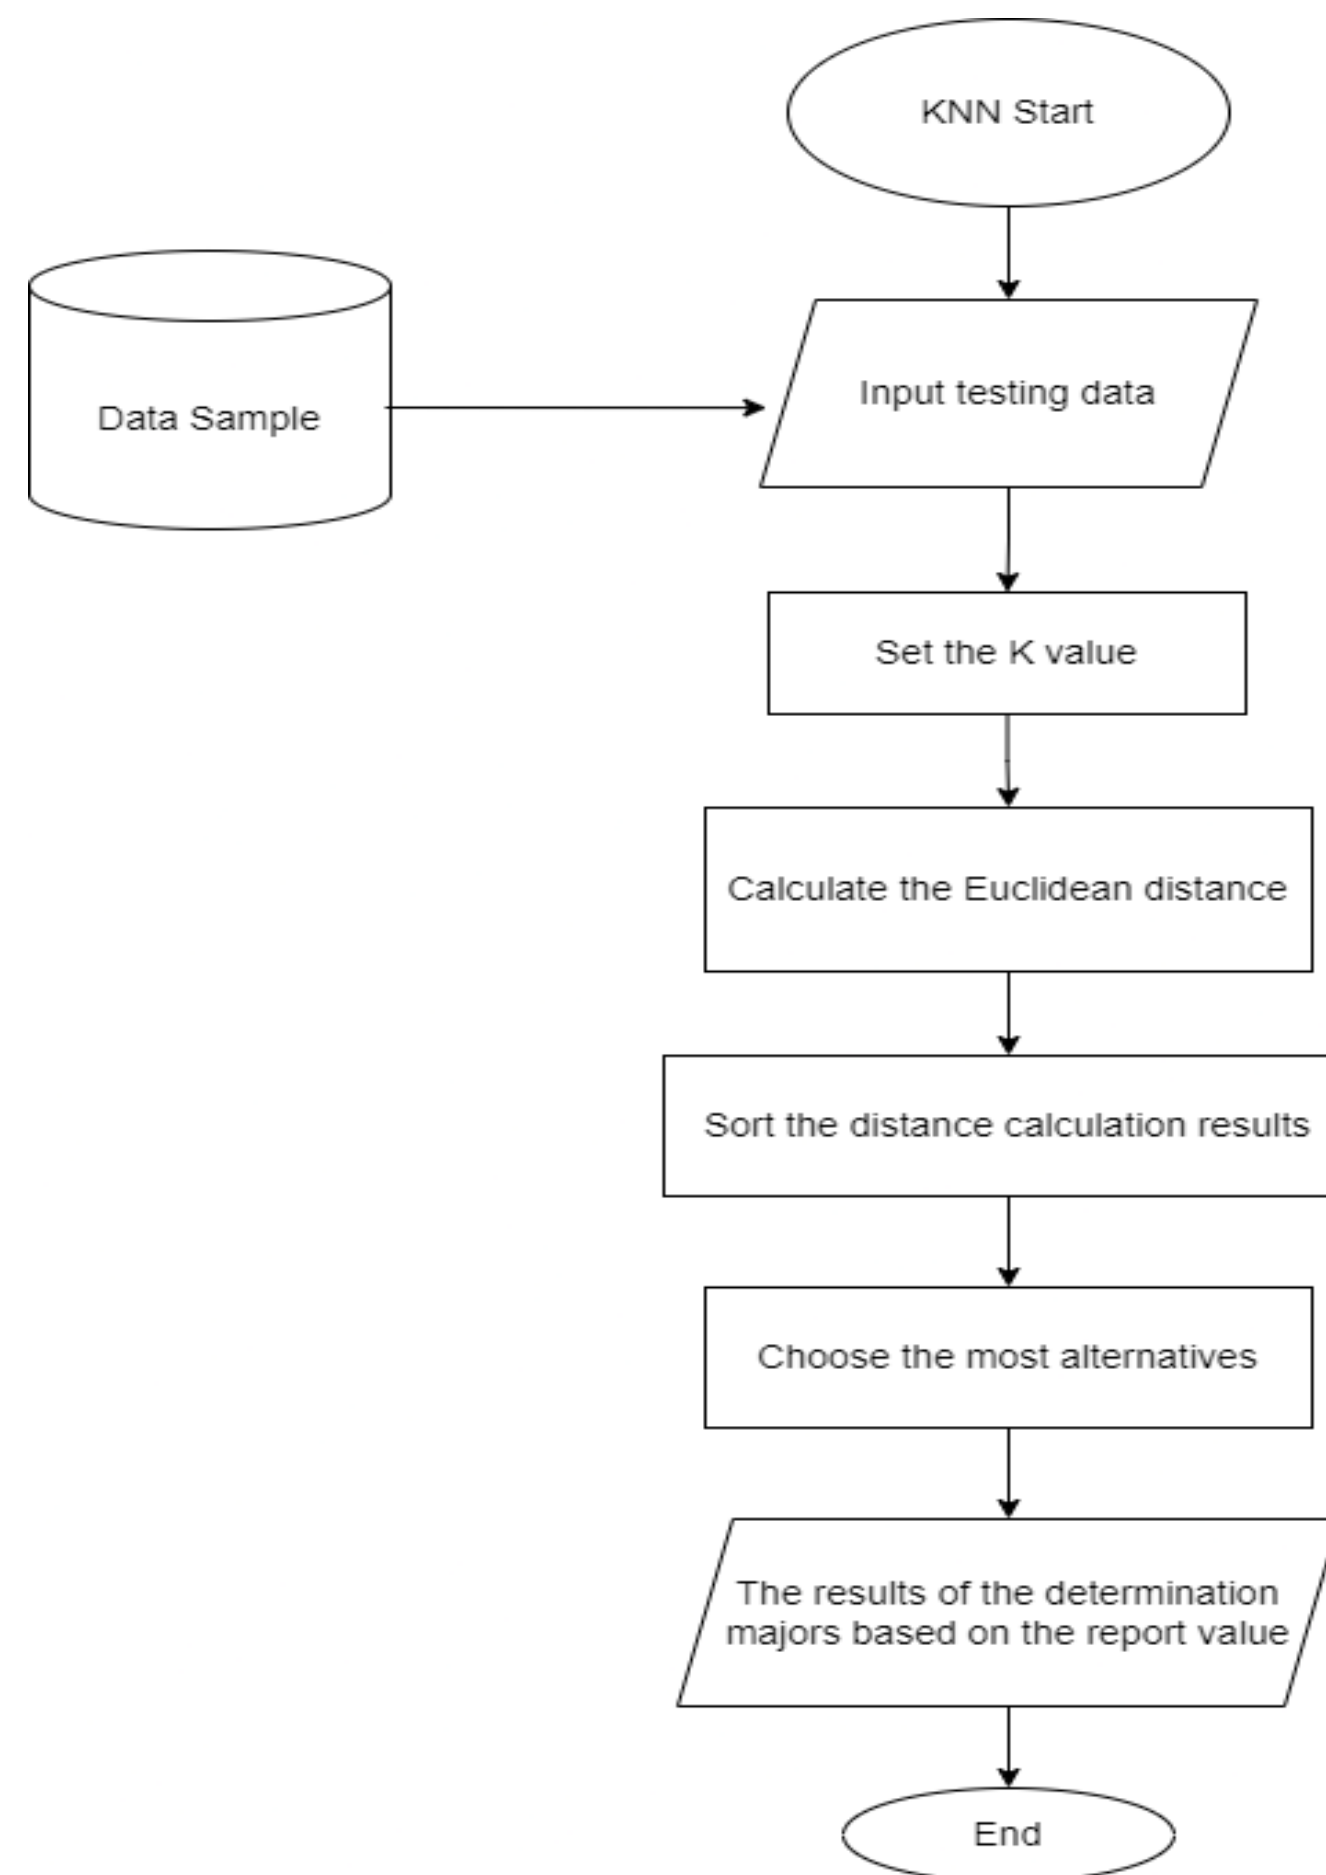 KNN Start
Input testing data
Data Sample
Set the K value
Calculate the Euclidean distance
Sort the distance calculation results
Choose the most alternatives
The results of the determination
majors based on the report value
End